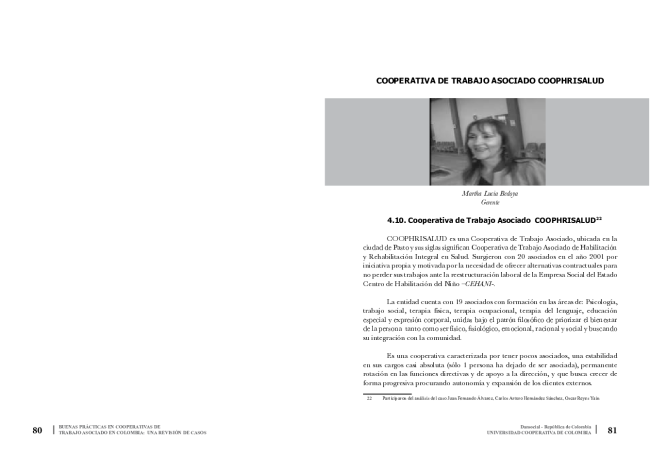 COOPERATIVA DE TRABAJO ASOCIADO COOPHRISALUD
Martha Lucia Bedoya
Gerente
4.10. Cooperativa de Trabajo Asociado COOPHRISALUD²²
COOPHRISALUD es una Cooperativa de Trabajo Asociado, ubicada en la
ciudad de Pasto y sus siglas significan Cooperativa de Trabajo Asociado de Habilitación
y Rehabilitación Integral en Salud. Surgieron con 20 asociados en el año 2001 por
iniciativa propia y motivada por la necesidad de ofrecer alternativas contractuales para
no perder sus trabajos ante la reestructuración laboral de la Empresa Social del Estado
Centro de Habilitación del Niño –CEHANI-.
La entidad cuenta con 19 asociados con formación en las áreas de: Psicología,
trabajo social, terapia física, terapia ocupacional, terapia del lenguaje, educación
especial y expresión corporal, unidas bajo el patrón filosófico de priorizar el bienestar
de la persona tanto como ser físico, fisiológico, emocional, racional y social y buscando
su integración con la comunidad.
Es una cooperativa caracterizada por tener pocos asociados, una estabilidad
en sus cargos casi absoluta (sólo 1 persona ha dejado de ser asociada), permanente
rotación en las funciones directivas y de apoyo a la dirección, y que busca crecer de
forma progresiva procurando autonomía y expansión de los clientes externos.
22 Participaron del análisis del caso: Juan Fernando Álvarez, Carlos Arturo Hernández Sánchez, Oscar Reyes
80 BUENAS PRÁCTICAS EN COOPERATIVAS DE
TRABAJO ASOCIADO EN COLOMBIA: UNA REVISIÓN DE CASOS
Dansocial - República de Colombia
UNIVERSIDAD COOPERATIVA DE COLOMBIA 81